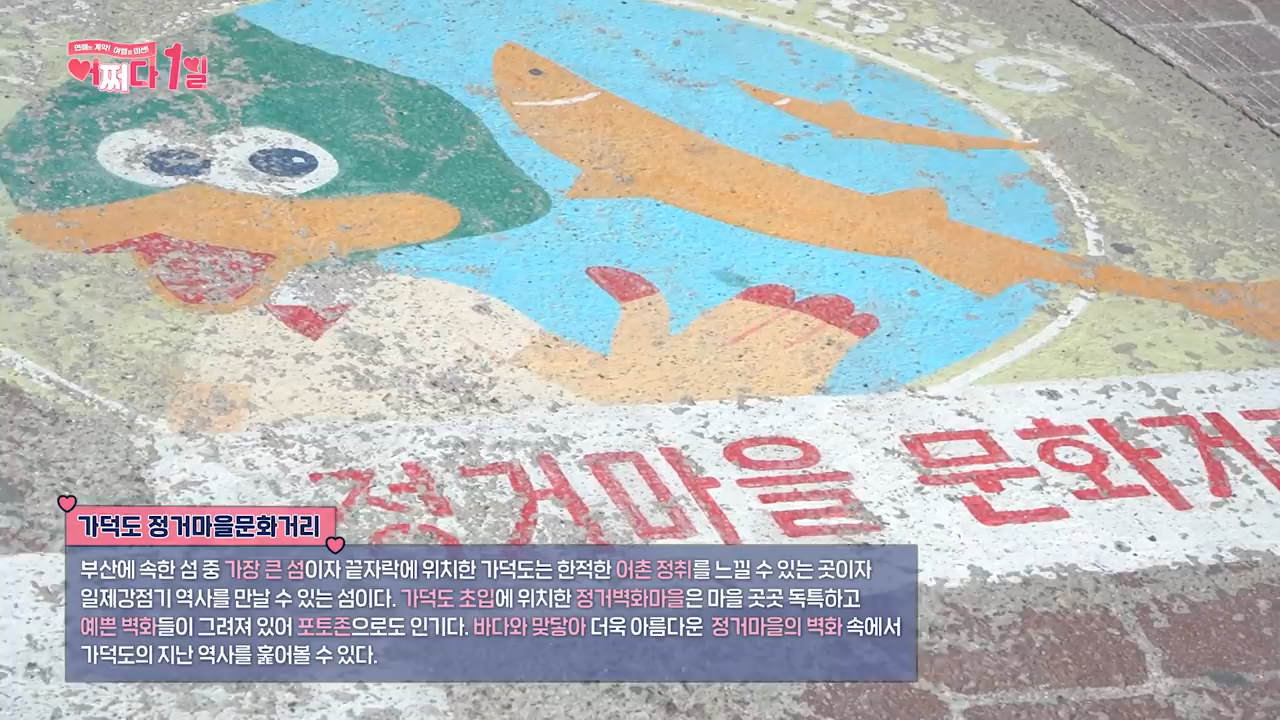 연애는 계약! 여행은 미션!
어쩌다 1일
정거마을 문화거
가덕도 정거마을문화거리
부산에 속한 섬 중 가장 큰 섬이자 끝자락에 위치한 가덕도는 한적한 어촌 정취를 느낄 수 있는 곳이자
일제강점기 역사를 만날 수 있는 섬이다. 가덕도 초입에 위치한 정거벽화마을은 마을 곳곳 독특하고
예쁜 벽화들이 그려져 있어 포토존으로도 인기다. 바다와 맞닿아 더욱 아름다운 정거마을의 벽화 속에서
가덕도의 지난 역사를 훑어볼 수 있다.